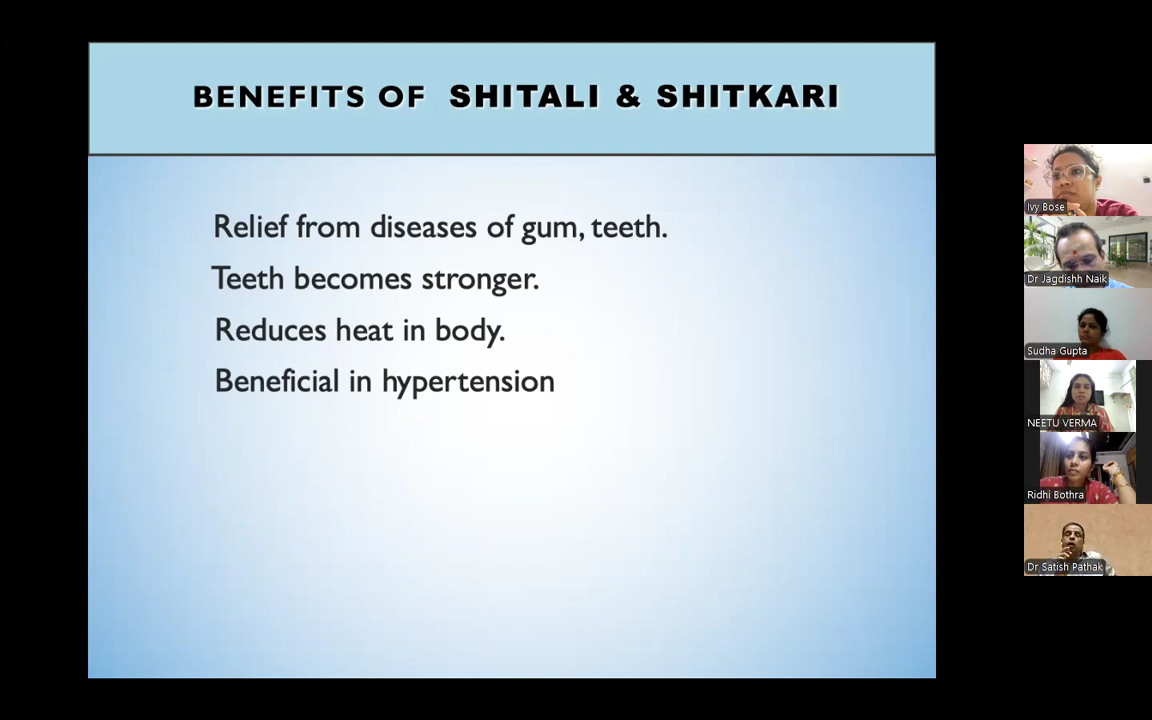 BENEFITS OF SHITALI & SHITKARI
Relief from diseases of gum, teeth.
Teeth becomes stronger.
Reduces heat in body.
Beneficial in hypertension
Ivy Bose
Dr Jagdishh Naik
Sudha Gupta
NEETU VERMA
Ridhi Bothra
Dr Satish Pathak